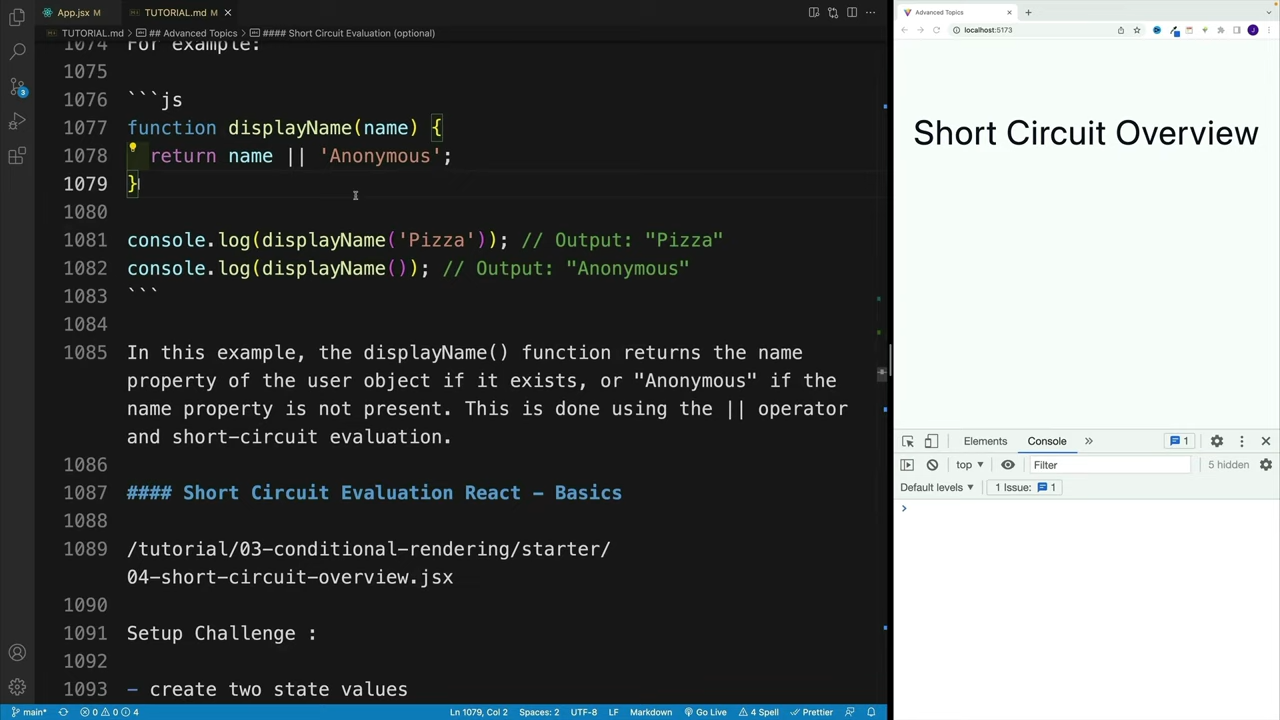 App.jsx M
TUTORIAL.md M
TUTORIAL.md > ## Advanced Topics > #### Short Circuit Evaluation (optional)
1074 For example:
1075
1076 ```js
1077 function displayName(name) {
1078 return name || 'Anonymous';
1079 }
1080
1081 console.log(displayName('Pizza')); // Output: "Pizza"
1082 console.log(displayName()); // Output: "Anonymous"
1083 ```
1084
1085 In this example, the displayName() function returns the name
property of the user object if it exists, or "Anonymous" if the
name property is not present. This is done using the || operator
and short-circuit evaluation.
1086
1087 #### Short Circuit Evaluation React - Basics
1088
1089 /tutorial/03-conditional-rendering/starter/
04-short-circuit-overview.jsx
1090
1091 Setup Challenge :
1092
1093 - create two state values
3
main* 0 0 4 Ln 1079, Col 2 Spaces: 2 UTF-8 LF Markdown Go Live 4 Spell Prettier
Advanced Topics
localhost:5173
J
Short Circuit Overview
Elements Console » 1
top Filter 5 hidden
Default levels 1 Issue: 1